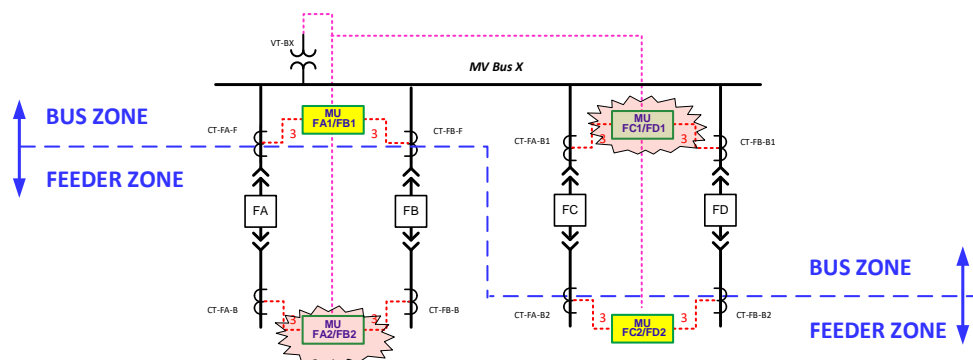 VT-BX
MV Bus X
BUS ZONE
FEEDER ZONE
CT-FA-F
3
MU
FA1/FB1
3
CT-FB-F
CT-FA-B1
3
MU
FC1/FD1
3
CT-FB-B1
FA
FB
FC
FD
BUS ZONE
FEEDER ZONE
CT-FA-B
3
MU
FA2/FB2
3
CT-FB-B
CT-FA-B2
3
MU
FC2/FD2
3
CT-FB-B2